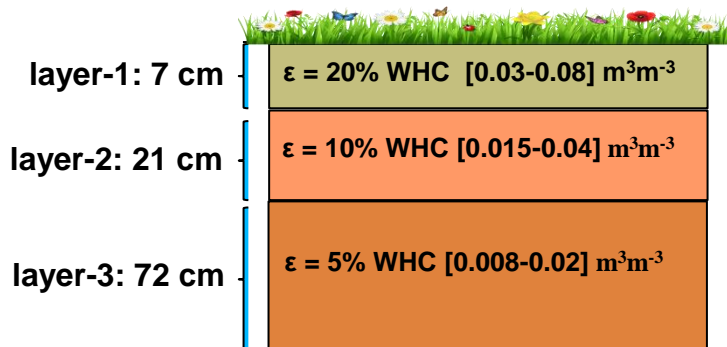 layer-1: 7 cm
ε = 20% WHC [0.03-0.08] m³m⁻³
layer-2: 21 cm
ε = 10% WHC [0.015-0.04] m³m⁻³
layer-3: 72 cm
ε = 5% WHC [0.008-0.02] m³m⁻³